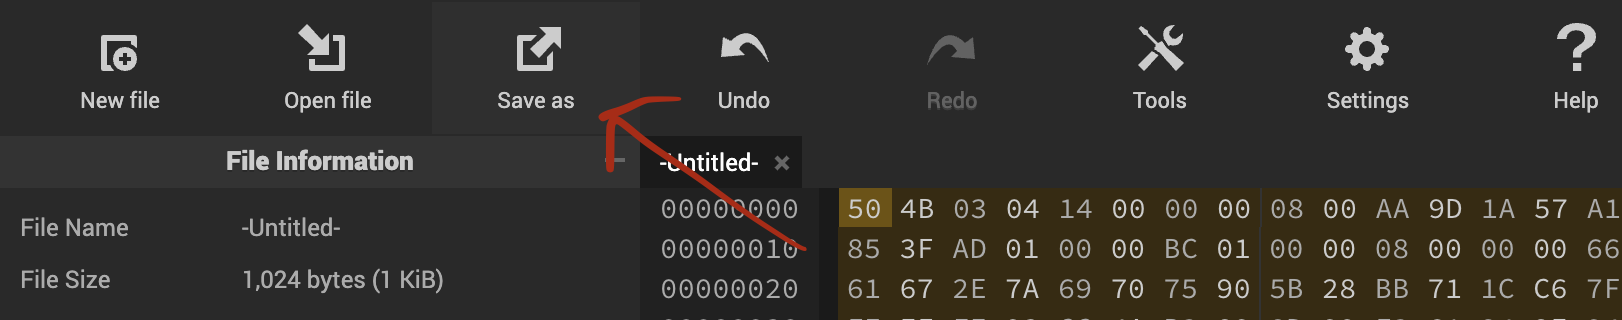 New file Open file Save as Undo Redo Tools Settings Help
File Information -Untitled- ×
File Name -Untitled- 00000000 50 4B 03 04 14 00 00 00 08 00 AA 9D 1A 57 A1
00000010 85 3F AD 01 00 00 BC 01 00 00 08 00 00 00 66
File Size 1,024 bytes (1 KiB)
00000020 61 67 2E 7A 69 70 75 90 5B 28 BB 71 1C C6 7F